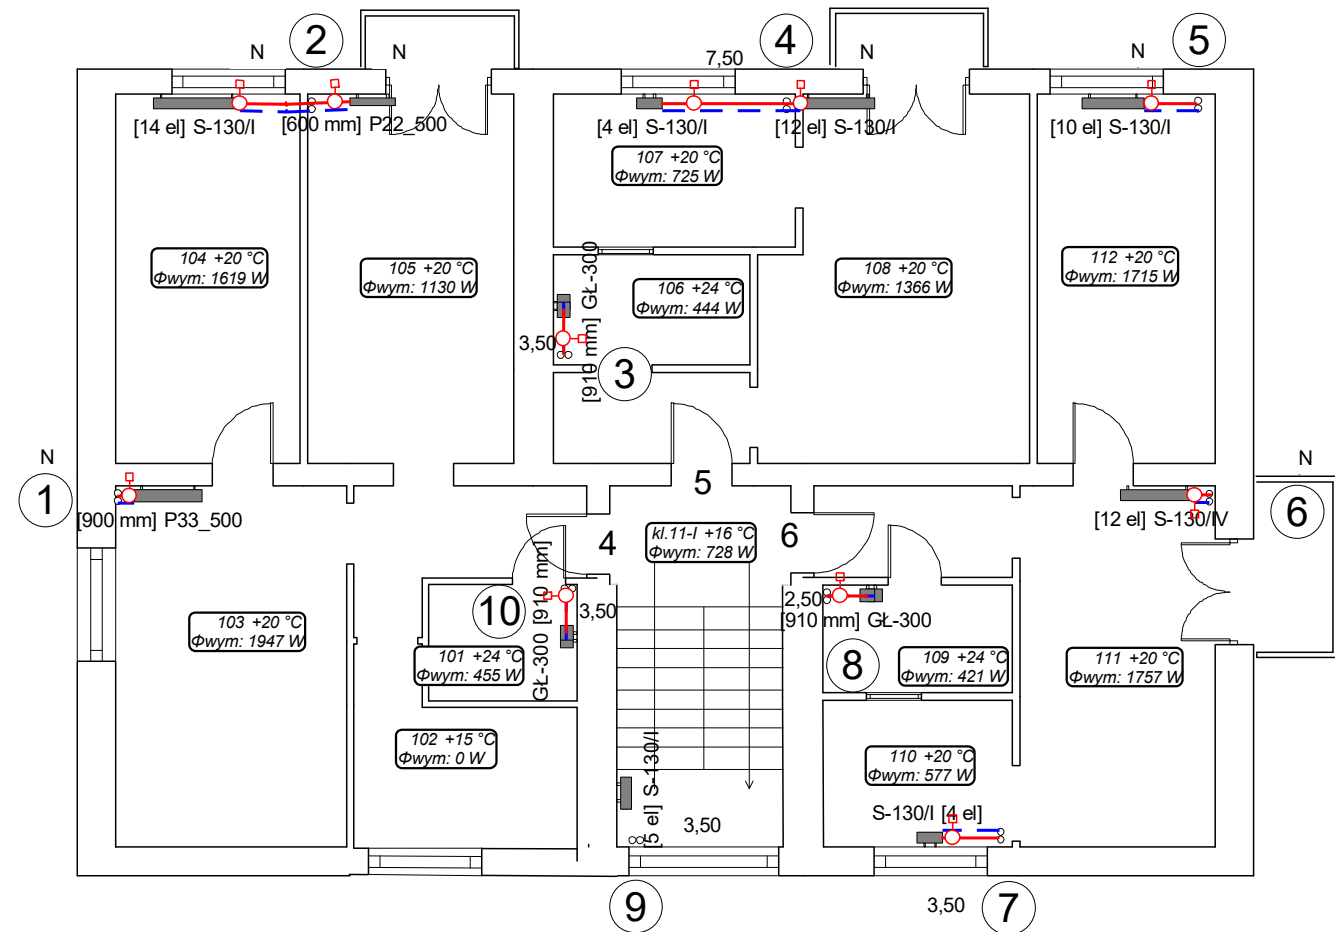 2
4
5
N
N
7,50
N
N
[14 el] S-130/I
[600 mm] P22_500
[4 el] S-130/I
[12 el] S-130/I
[10 el] S-130/I
107 +20 °C
Φwym: 725 W
104 +20 °C
Φwym: 1619 W
105 +20 °C
Φwym: 1130 W
106 +24 °C
Φwym: 444 W
108 +20 °C
Φwym: 1366 W
112 +20 °C
Φwym: 1715 W
[910 mm] GŁ-300
3,50
3
N
1
[900 mm] P33_500
5
N
6
[12 el] S-130/IV
4
kl.11-I +16 °C
Φwym: 728 W
6
GŁ-300 [910 mm]
10
3,50
2,50
[910 mm] GŁ-300
103 +20 °C
Φwym: 1947 W
101 +24 °C
Φwym: 455 W
8
109 +24 °C
Φwym: 421 W
111 +20 °C
Φwym: 1757 W
102 +15 °C
Φwym: 0 W
110 +20 °C
Φwym: 577 W
[5 el] S-130/I
3,50
S-130/I [4 el]
9
3,50
7